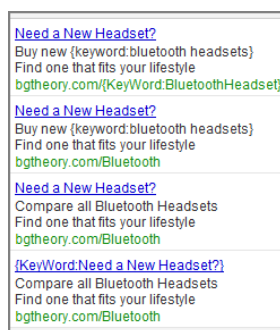 Need a New Headset?
Buy new {keyword:bluetooth headsets}
Find one that fits your lifestyle
bgtheory.com/{KeyWord:BluetoothHeadset}
Need a New Headset?
Buy new {keyword:bluetooth headsets}
Find one that fits your lifestyle
bgtheory.com/Bluetooth
Need a New Headset?
Compare all Bluetooth Headsets
Find one that fits your lifestyle
bgtheory.com/Bluetooth
{KeyWord:Need a New Headset?}
Compare all Bluetooth Headsets
Find one that fits your lifestyle
bgtheory.com/Bluetooth